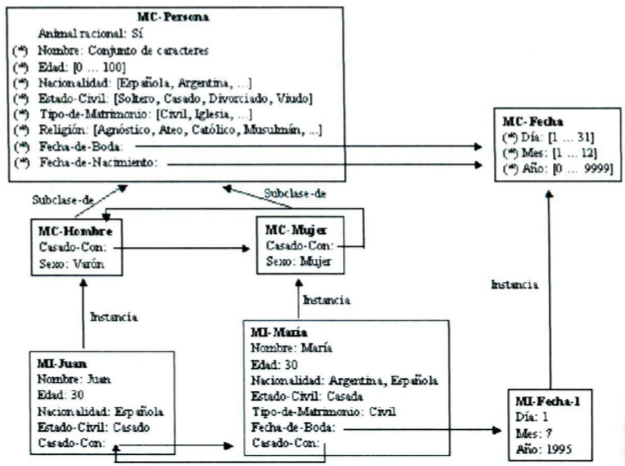 MC-Persona
Animal racional: Sí
(*) Nombre: Conjunto de caracteres
(*) Edad: [0 ... 100]
(*) Nacionalidad: [Española, Argentina, ...]
(*) Estado-Civil: [Soltero, Casado, Divorciado, Viudo]
(*) Tipo-de-Matrimonio: [Civil, Iglesia, ...]
(*) Religión: [Agnóstico, Ateo, Católico, Musulmán, ...]
(*) Fecha-de-Boda:
(*) Fecha-de-Nacimiento:
MC-Fecha
(*) Día: [1 ... 31]
(*) Mes: [1 ... 12]
(*) Año: [0 ... 9999]
Subclase-de
Subclase-de
MC-Hombre
Casado-Con:
Sexo: Varón
MC-Mujer
Casado-Con:
Sexo: Mujer
Instancia
Instancia
Instancia
MI-Juan
Nombre: Juan
Edad: 30
Nacionalidad: Española
Estado-Civil: Casado
Casado-Con:
MI-María
Nombre: María
Edad: 30
Nacionalidad: Argentina, Española
Estado-Civil: Casada
Tipo-de-Matrimonio: Civil
Fecha-de-Boda:
Casado-Con:
MI-Fecha-1
Día: 1
Mes: 7
Año: 1995